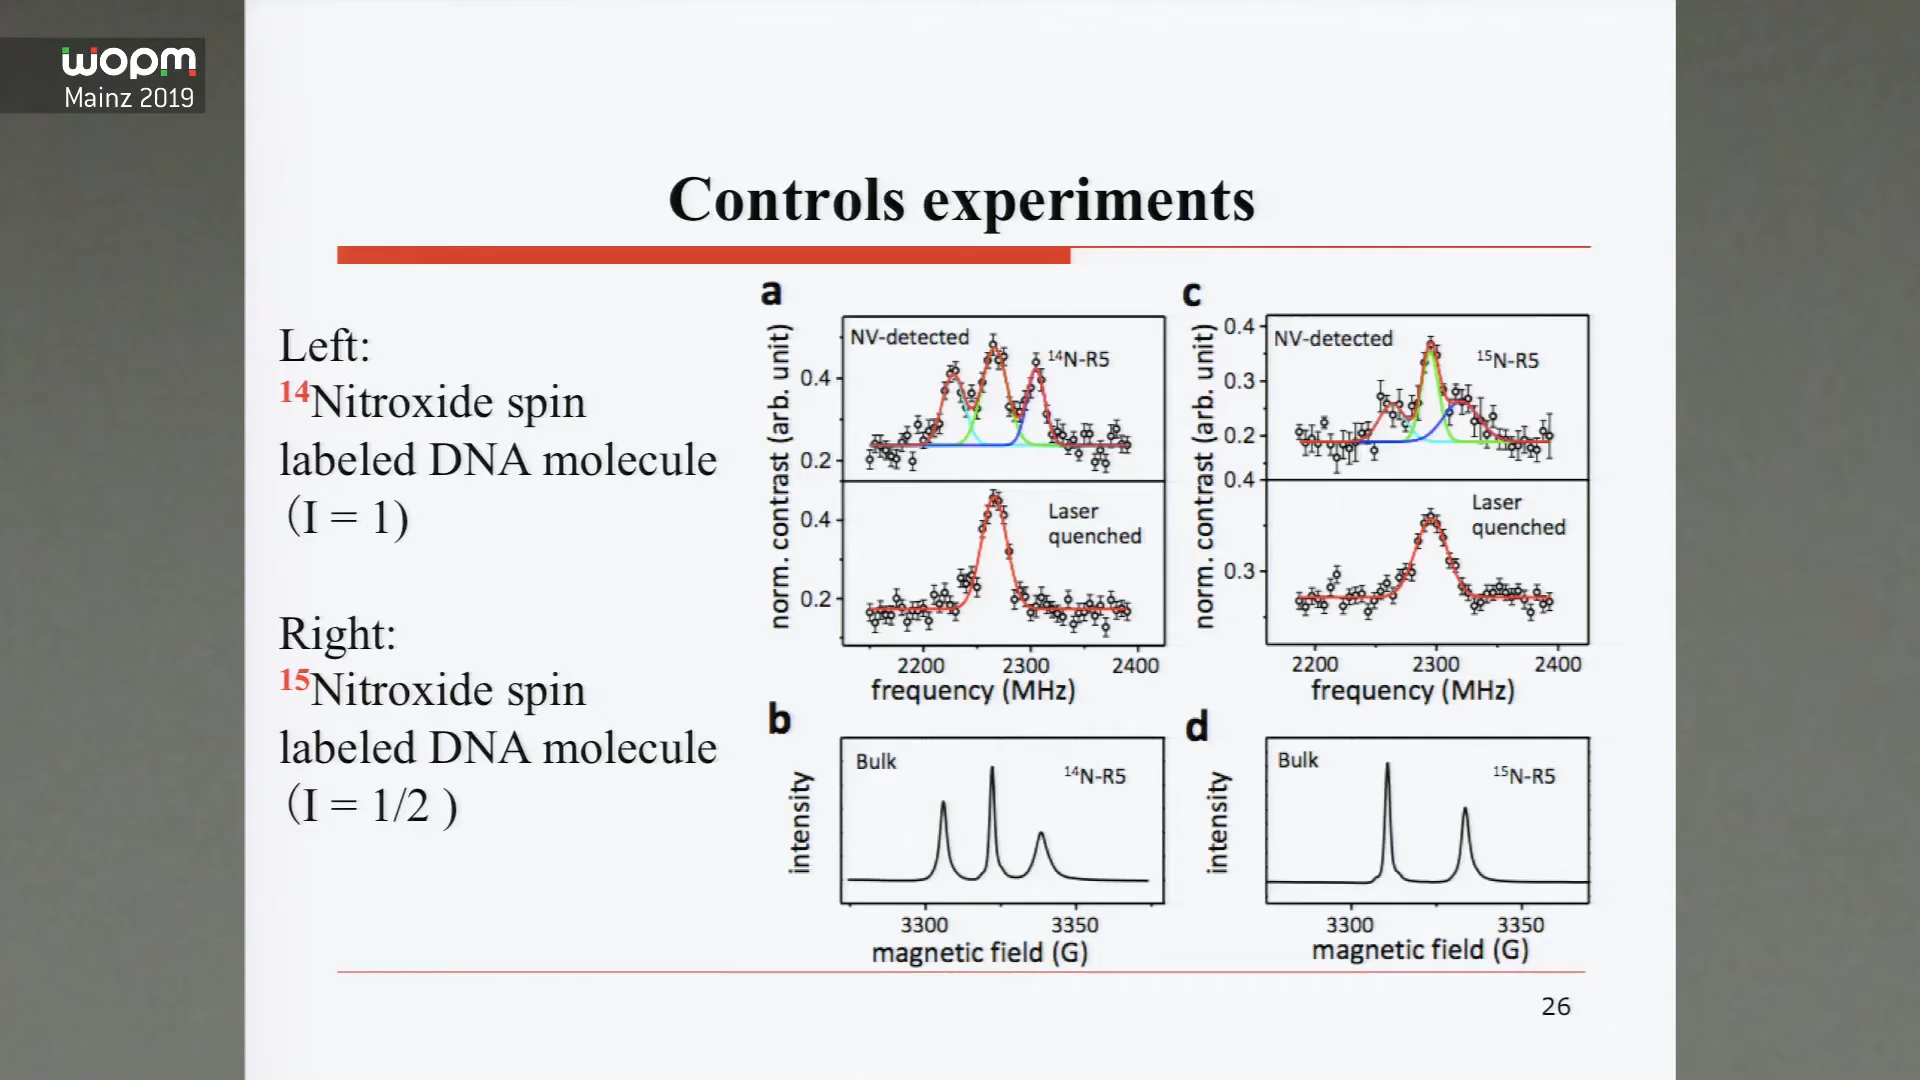 wopm
Mainz 2019
Controls experiments
Left:
14Nitroxide spin
labeled DNA molecule
(I = 1)
Right:
15Nitroxide spin
labeled DNA molecule
(I = 1/2 )
a
norm. contrast (arb. unit)
NV-detected
14N-R5
0.4
0.2
Laser
quenched
0.4
0.2
2200 2300 2400
frequency (MHz)
c
norm. contrast (arb. unit)
NV-detected
15N-R5
0.4
0.3
0.2
0.4
Laser
quenched
0.3
2200 2300 2400
frequency (MHz)
b
intensity
Bulk
14N-R5
3300 3350
magnetic field (G)
d
intensity
Bulk
15N-R5
3300 3350
magnetic field (G)
26